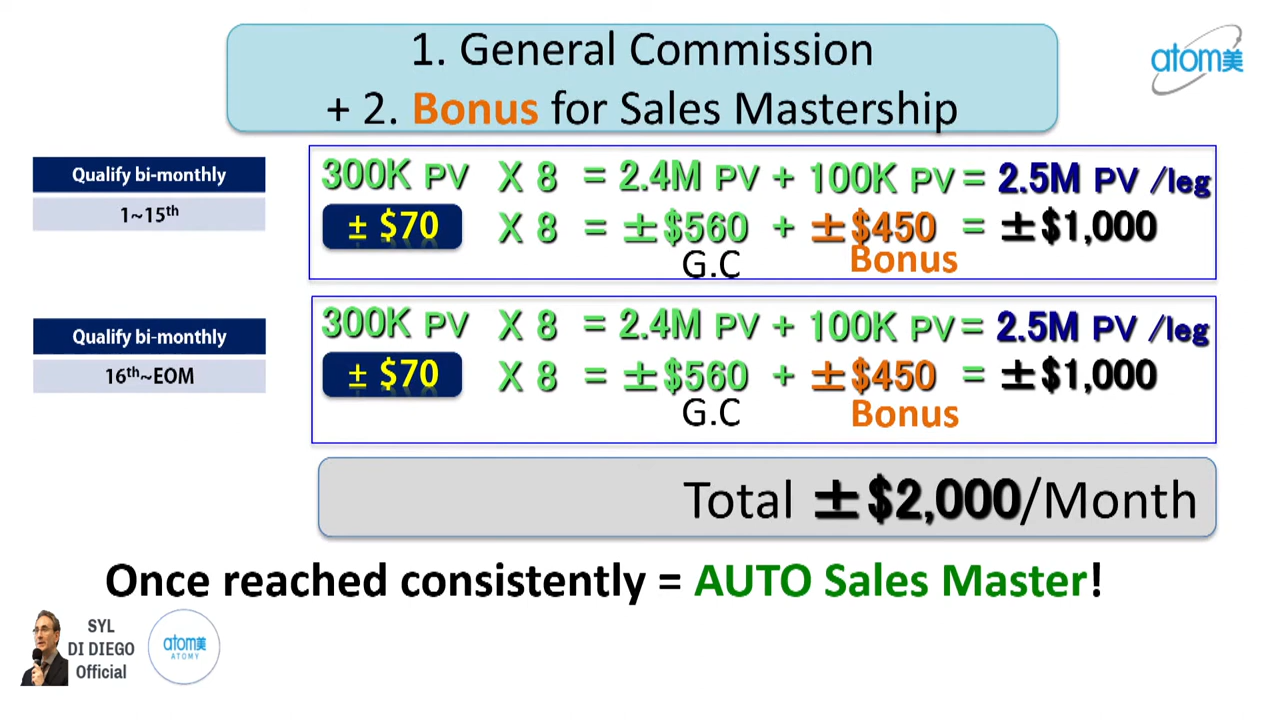 1. General Commission
+ 2. Bonus for Sales Mastership
atom美
Qualify bi-monthly
1~15th
300K PV X 8 = 2.4M PV + 100K PV = 2.5M PV /leg
± $70 X 8 = ±$560 + ±$450 = ±$1,000
G.C Bonus
Qualify bi-monthly
16th~EOM
300K PV X 8 = 2.4M PV + 100K PV = 2.5M PV /leg
± $70 X 8 = ±$560 + ±$450 = ±$1,000
G.C Bonus
Total ±$2,000/Month
Once reached consistently = AUTO Sales Master!
SYL
DI DIEGO
Official
atom美
ATOMY